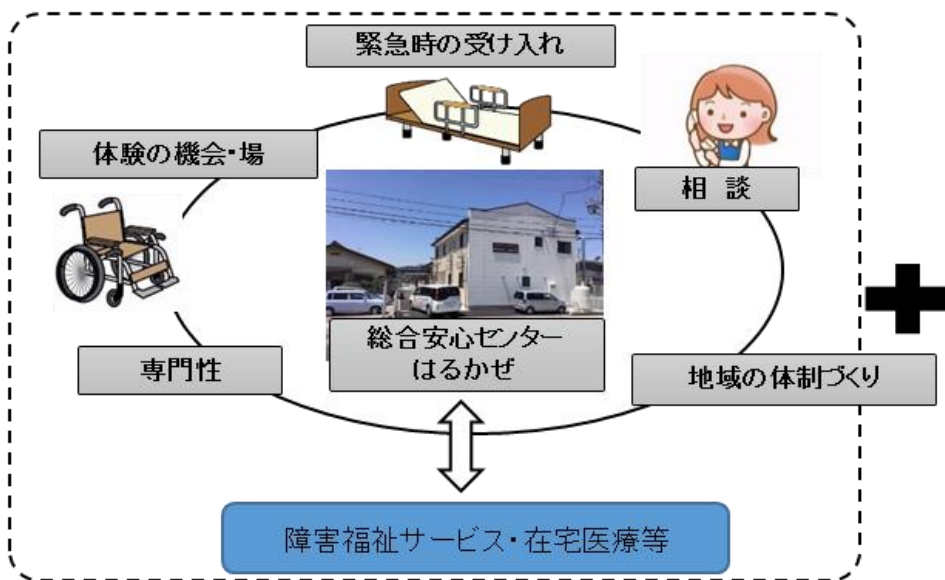 緊急時の受け入れ
体験の機会・場
相 談
総合安心センター
はるかぜ
専門性
地域の体制づくり
障害福祉サービス・在宅医療等